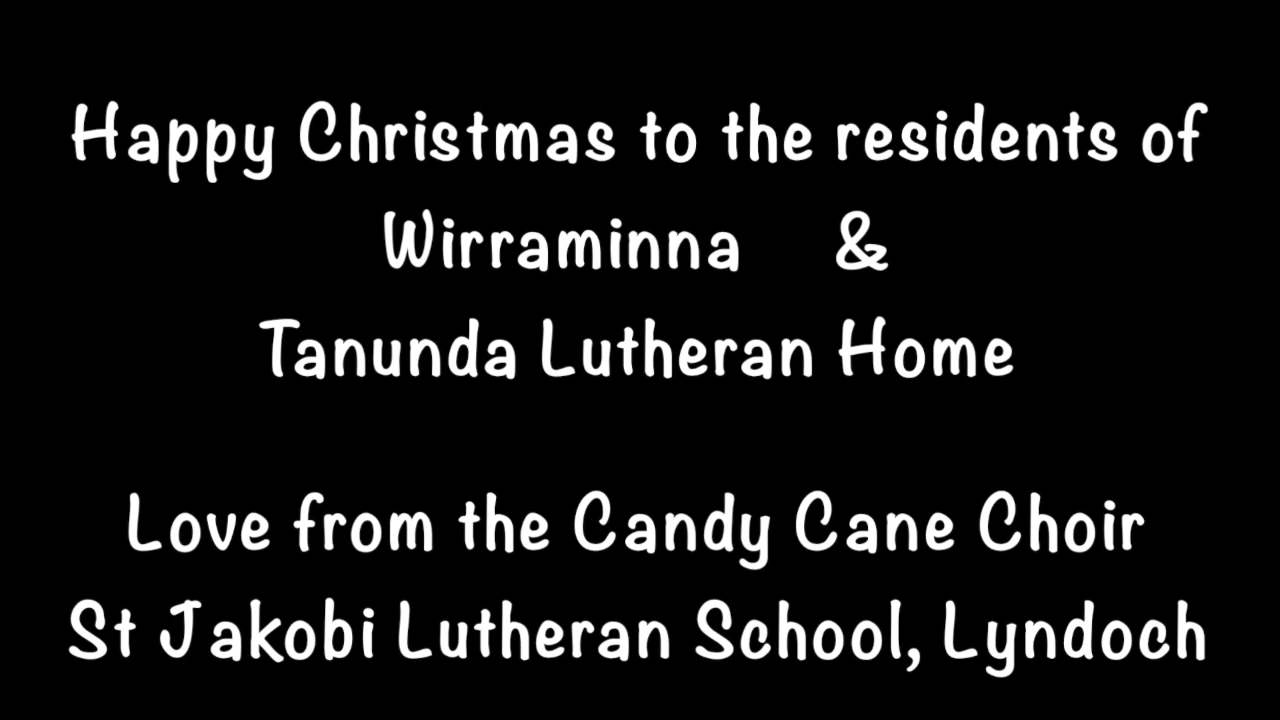 Happy Christmas to the residents of
Wirraminna &
Tanunda Lutheran Home
Love from the Candy Cane Choir
St Jakobi Lutheran School, Lyndoch